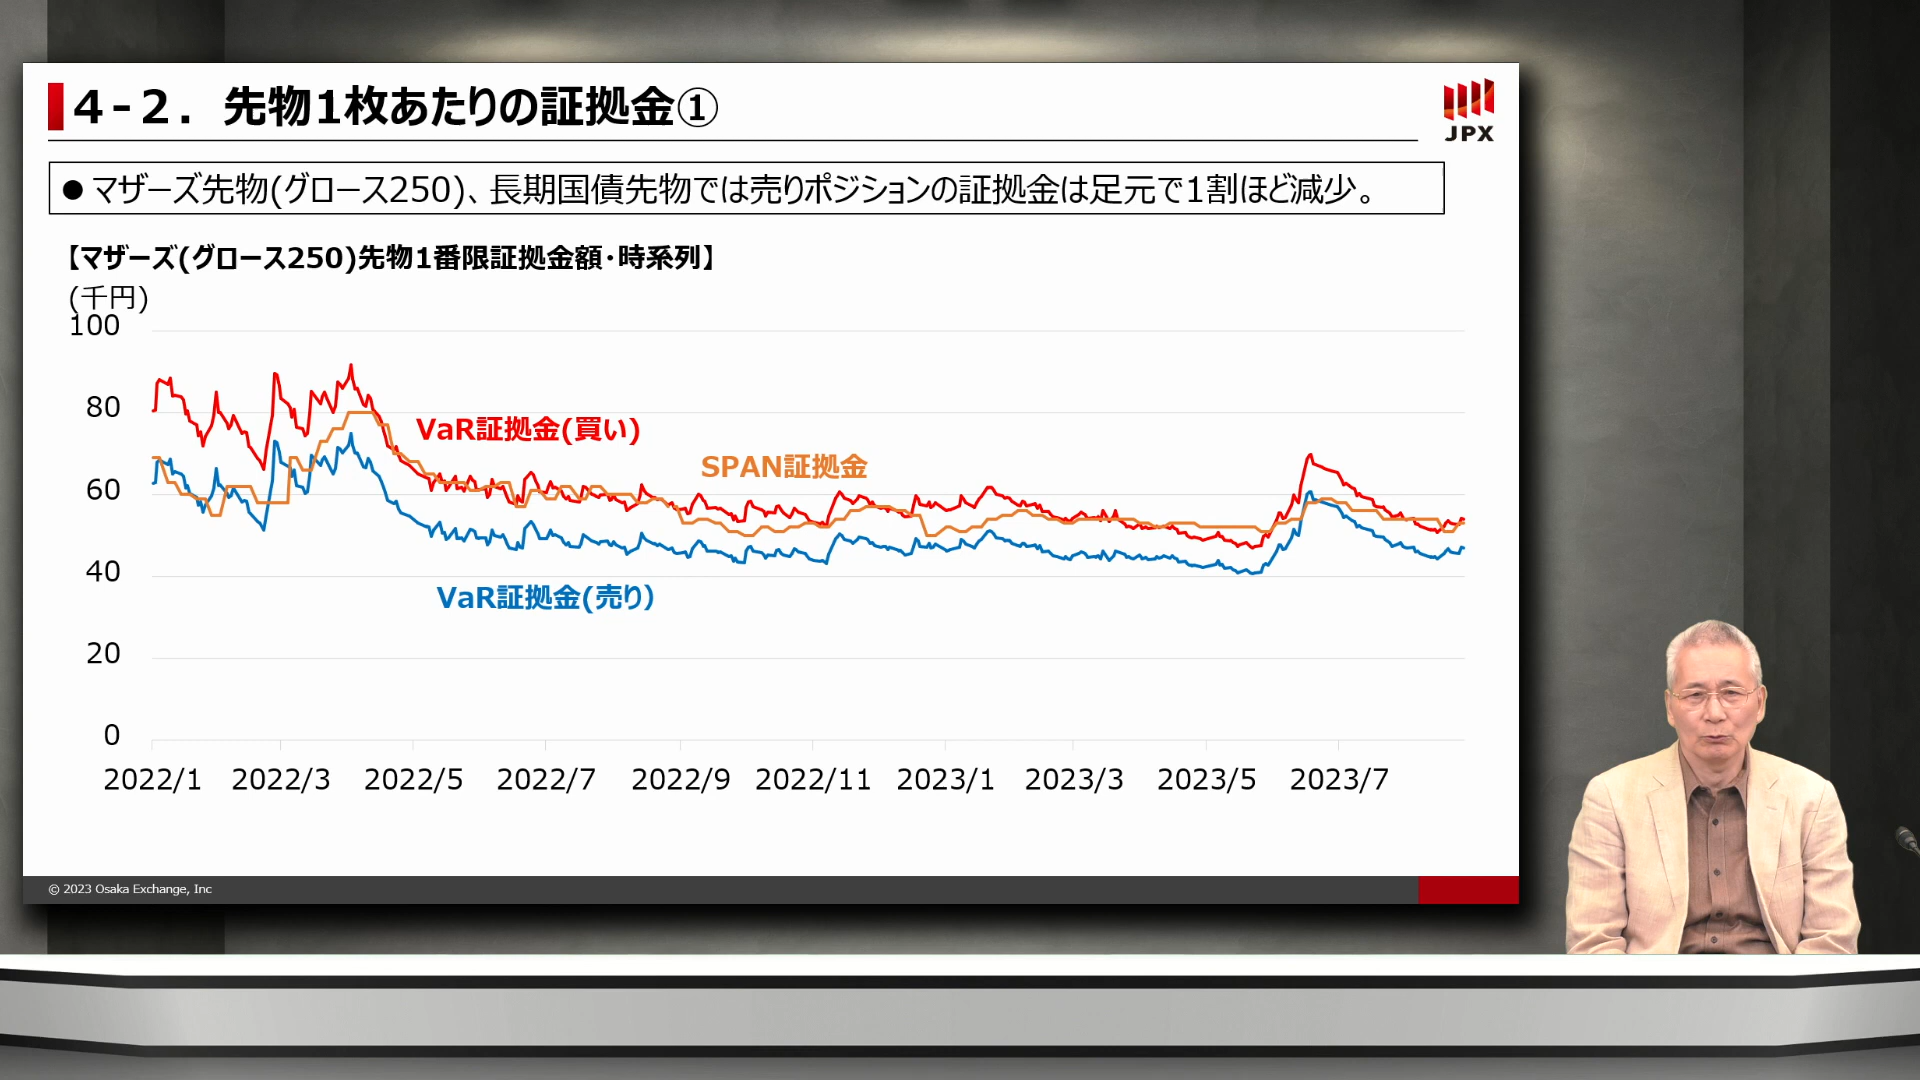 4-2. 先物1枚あたりの証拠金①
JPX
● マザーズ先物(グロース250)、長期国債先物では売りポジションの証拠金は足元で1割ほど減少。
【マザーズ(グロース250)先物1番限証拠金額・時系列】
(千円)
100
80
60
40
20
0
VaR証拠金(買い)
SPAN証拠金
VaR証拠金(売り)
2022/1 2022/3 2022/5 2022/7 2022/9 2022/11 2023/1 2023/3 2023/5 2023/7
© 2023 Osaka Exchange, Inc